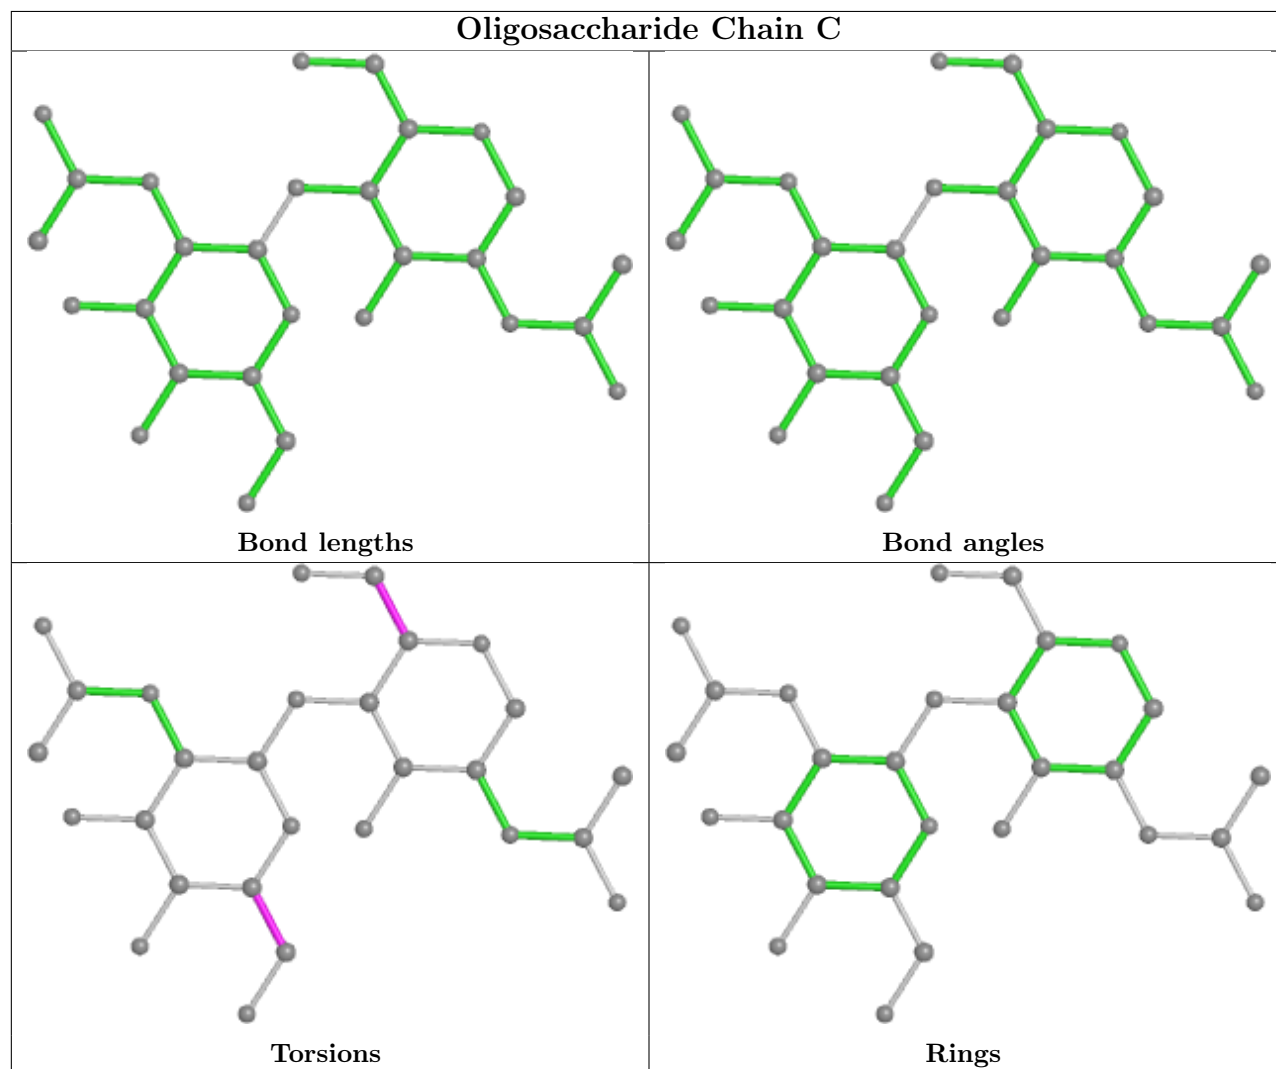 Oligosaccharide Chain C
Bond lengths
Bond angles
Torsions
Rings